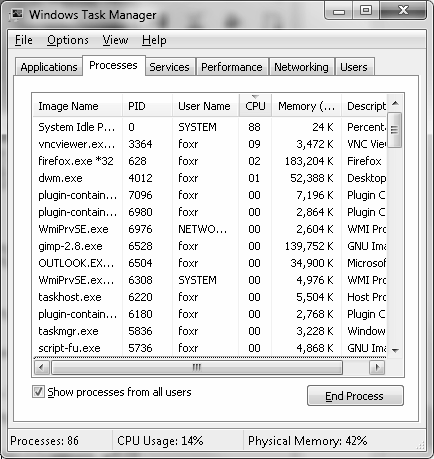 Windows Task Manager
File Options View Help
Applications Processes Services Performance Networking Users
Image Name PID User Name CPU Memory (... Descript
System Idle P... 0 SYSTEM 88 24 K Percenta
vncviewer.ex... 3364 foxr 09 3,472 K VNC Vie
firefox.exe *32 628 foxr 02 183,204 K Firefox
dwm.exe 4012 foxr 01 52,388 K Desktop
plugin-contain... 7096 foxr 00 7,196 K Plugin C
plugin-contain... 6980 foxr 00 2,864 K Plugin C
WmiPrvSE.exe 6976 NETWO... 00 2,604 K WMI Pro
gimp-2.8.exe 6528 foxr 00 139,752 K GNU Ima
OUTLOOK.EX... 6504 foxr 00 34,900 K Microsof
WmiPrvSE.exe 6308 SYSTEM 00 4,976 K WMI Pro
taskhost.exe 6220 foxr 00 5,504 K Host Pro
plugin-contain... 6180 foxr 00 2,768 K Plugin C
taskmgr.exe 5836 foxr 00 3,228 K Window
script-fu.exe 5736 foxr 00 4,868 K GNU Ima
Show processes from all users
End Process
Processes: 86 CPU Usage: 14% Physical Memory: 42%